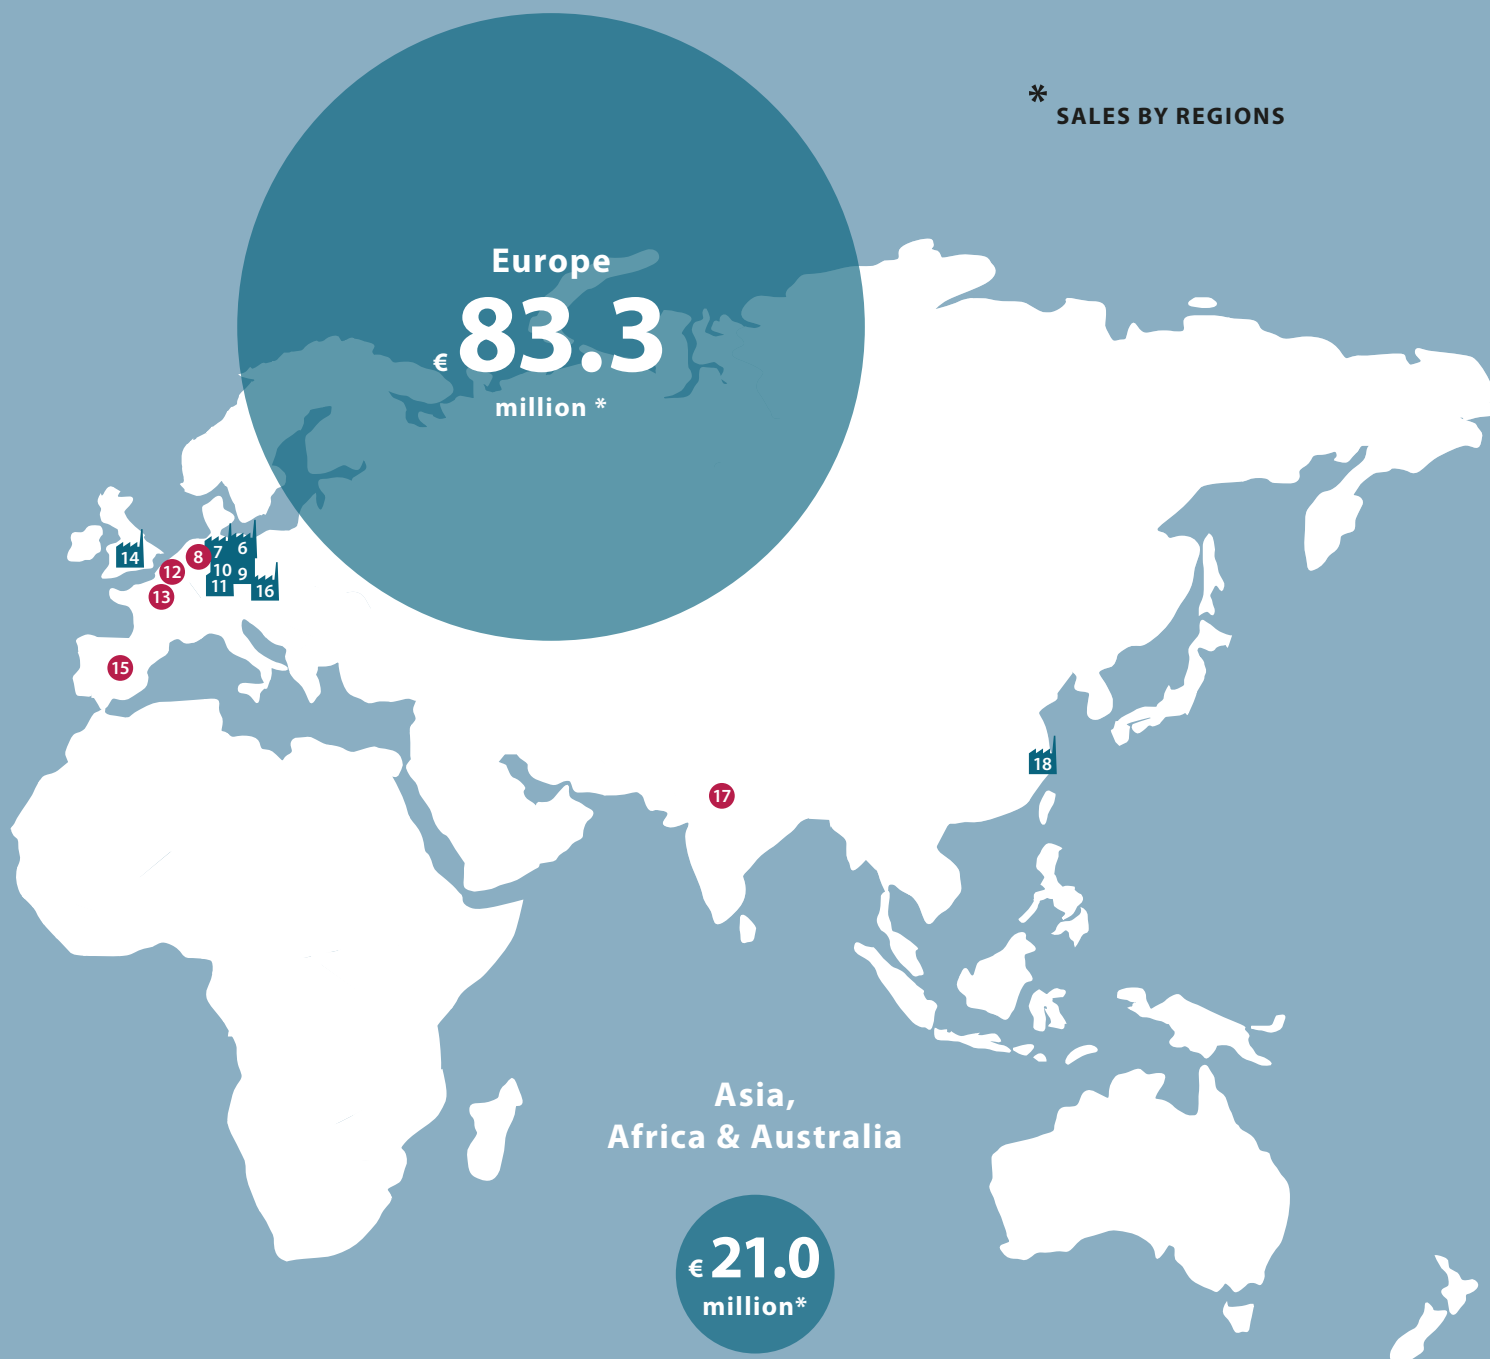 *
SALES BY REGIONS
Europe
€ 83.3
million *
14
8
7
6
12
10
9
11
16
13
15
18
17
Asia,
Africa & Australia
€ 21.0
million*